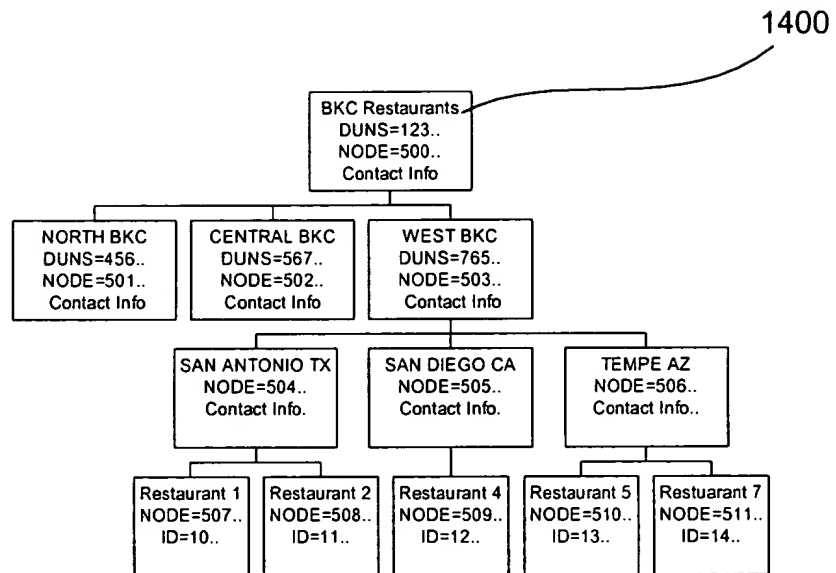 1400
BKC Restaurants
DUNS=123..
NODE=500..
Contact Info
NORTH BKC
DUNS=456..
NODE=501..
Contact Info
CENTRAL BKC
DUNS=567..
NODE=502..
Contact Info
WEST BKC
DUNS=765..
NODE=503..
Contact Info
SAN ANTONIO TX
NODE=504..
Contact Info.
SAN DIEGO CA
NODE=505..
Contact Info.
TEMPE AZ
NODE=506..
Contact Info..
Restaurant 1
NODE=507..
ID=10..
Restaurant 2
NODE=508..
ID=11..
Restaurant 4
NODE=509..
ID=12..
Restaurant 5
NODE=510..
ID=13..
Restuarant 7
NODE=511..
ID=14..